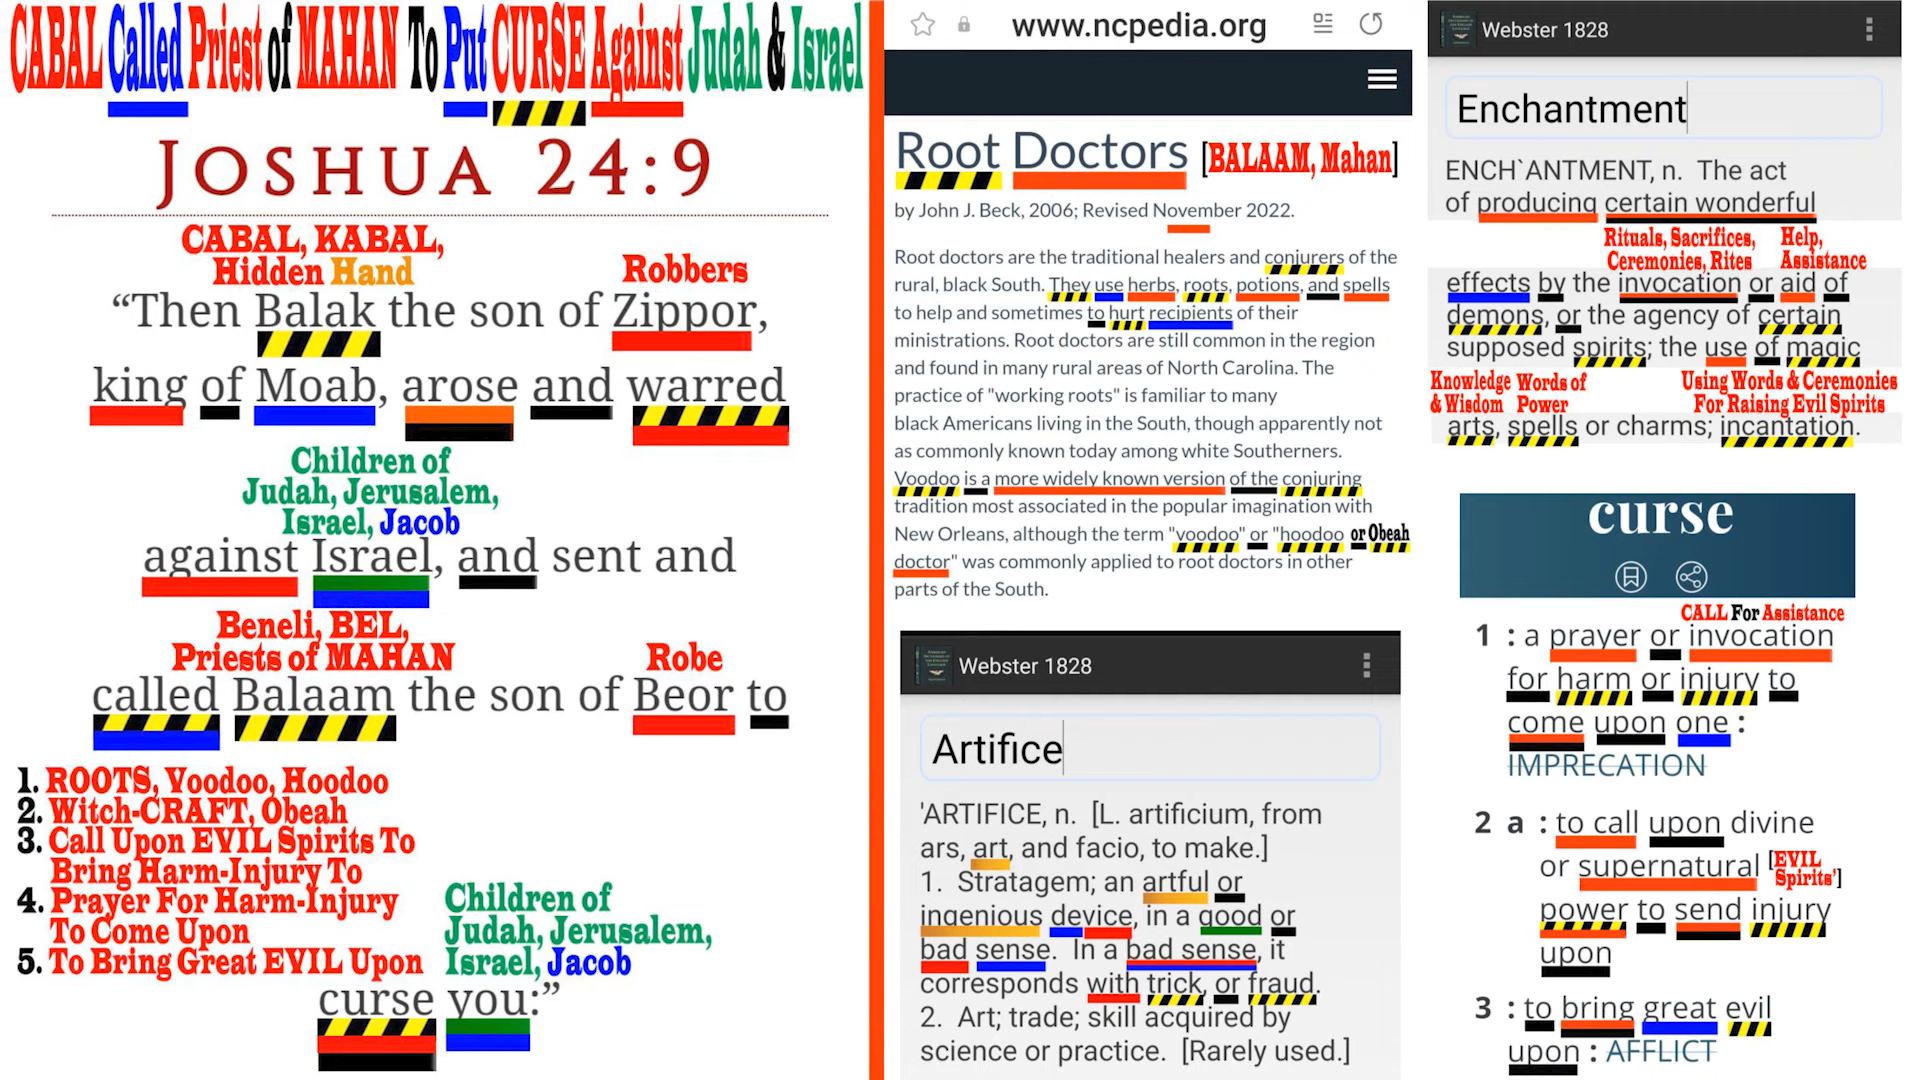 CABAL Called Priest of MAHAN To Put CURSE Against Judah & Israel
JOSHUA 24:9
CABAL, KABAL,
Hidden Hand
Robbers
“Then Balak the son of Zippor,
king of Moab, arose and warred
Children of
Judah, Jerusalem,
Israel, Jacob
against Israel, and sent and
Beneli, BEL,
Priests of MAHAN
Robe
called Balaam the son of Beor to
1. ROOTS, Voodoo, Hoodoo
2. Witch-CRAFT, Obeah
3. Call Upon EVIL Spirits To
Bring Harm-Injury To
4. Prayer For Harm-Injury
To Come Upon
5. To Bring Great EVIL Upon
Children of
Judah, Jerusalem,
Israel, Jacob
curse you:”
www.ncpedia.org
Root Doctors [BALAAM, Mahan]
by John J. Beck, 2006; Revised November 2022.
Root doctors are the traditional healers and conjurers of the
rural, black South. They use herbs, roots, potions, and spells
to help and sometimes to hurt recipients of their
ministrations. Root doctors are still common in the region
and found in many rural areas of North Carolina. The
practice of "working roots" is familiar to many
black Americans living in the South, though apparently not
as commonly known today among white Southerners.
Voodoo is a more widely known version of the conjuring
tradition most associated in the popular imagination with
New Orleans, although the term "voodoo" or "hoodoo or Obeah
doctor" was commonly applied to root doctors in other
parts of the South.
Webster 1828
Artifice
'ARTIFICE, n. [L. artificium, from
ars, art, and facio, to make.]
1. Stratagem; an artful or
ingenious device, in a good or
bad sense. In a bad sense, it
corresponds with trick, or fraud.
2. Art; trade; skill acquired by
science or practice. [Rarely used.]
Webster 1828
Enchantment
ENCH`ANTMENT, n. The act
of producing certain wonderful
Rituals, Sacrifices,
Ceremonies, Rites
Help,
Assistance
effects by the invocation or aid of
demons, or the agency of certain
supposed spirits; the use of magic
Knowledge
& Wisdom
Words of
Power
Using Words & Ceremonies
For Raising Evil Spirits
arts, spells or charms; incantation.
curse
CALL For Assistance
1 : a prayer or invocation
for harm or injury to
come upon one :
IMPRECATION
2 a : to call upon divine
or supernatural [EVIL
Spirits']
power to send injury
upon
3 : to bring great evil
upon : AFFLICT